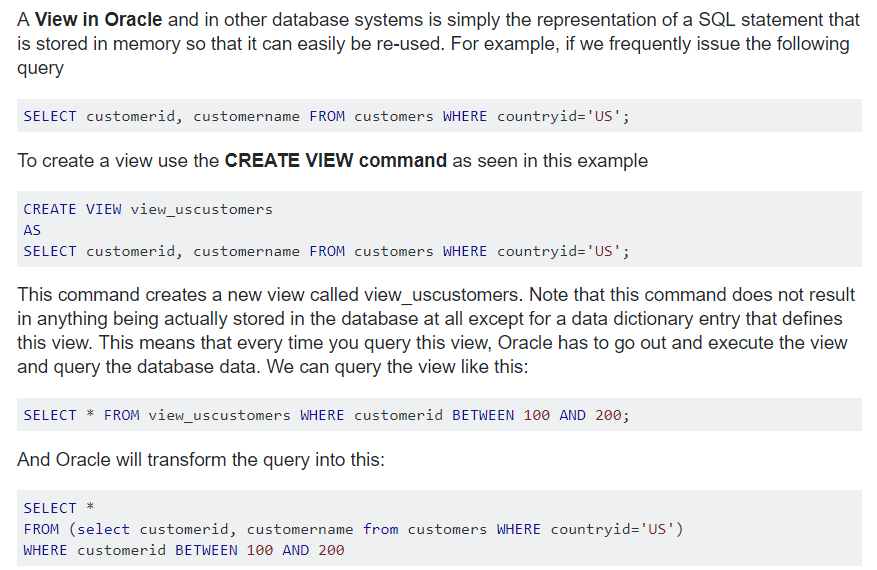 A View in Oracle and in other database systems is simply the representation of a SQL statement that
is stored in memory so that it can easily be re-used. For example, if we frequently issue the following
query
SELECT customerid, customername FROM customers WHERE countryid='US';
To create a view use the CREATE VIEW command as seen in this example
CREATE VIEW view_uscustomers
AS
SELECT customerid, customername FROM customers WHERE countryid='US';
This command creates a new view called view_uscustomers. Note that this command does not result
in anything being actually stored in the database at all except for a data dictionary entry that defines
this view. This means that every time you query this view, Oracle has to go out and execute the view
and query the database data. We can query the view like this:
SELECT * FROM view_uscustomers WHERE customerid BETWEEN 100 AND 200;
And Oracle will transform the query into this:
SELECT *
FROM (select customerid, customername from customers WHERE countryid='US')
WHERE customerid BETWEEN 100 AND 200